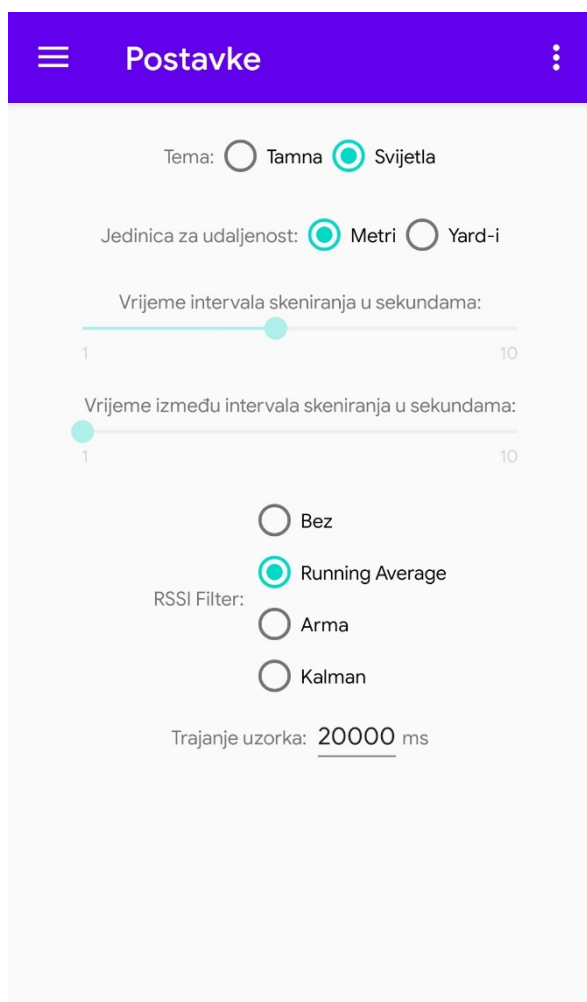 Postavke
Tema: Tamna Svijetla
Jedinica za udaljenost: Metri Yard-i
Vrijeme intervala skeniranja u sekundama:
1 10
Vrijeme između intervala skeniranja u sekundama:
1 10
Bez
Running Average
RSSI Filter:
Arma
Kalman
Trajanje uzorka: 20000 ms